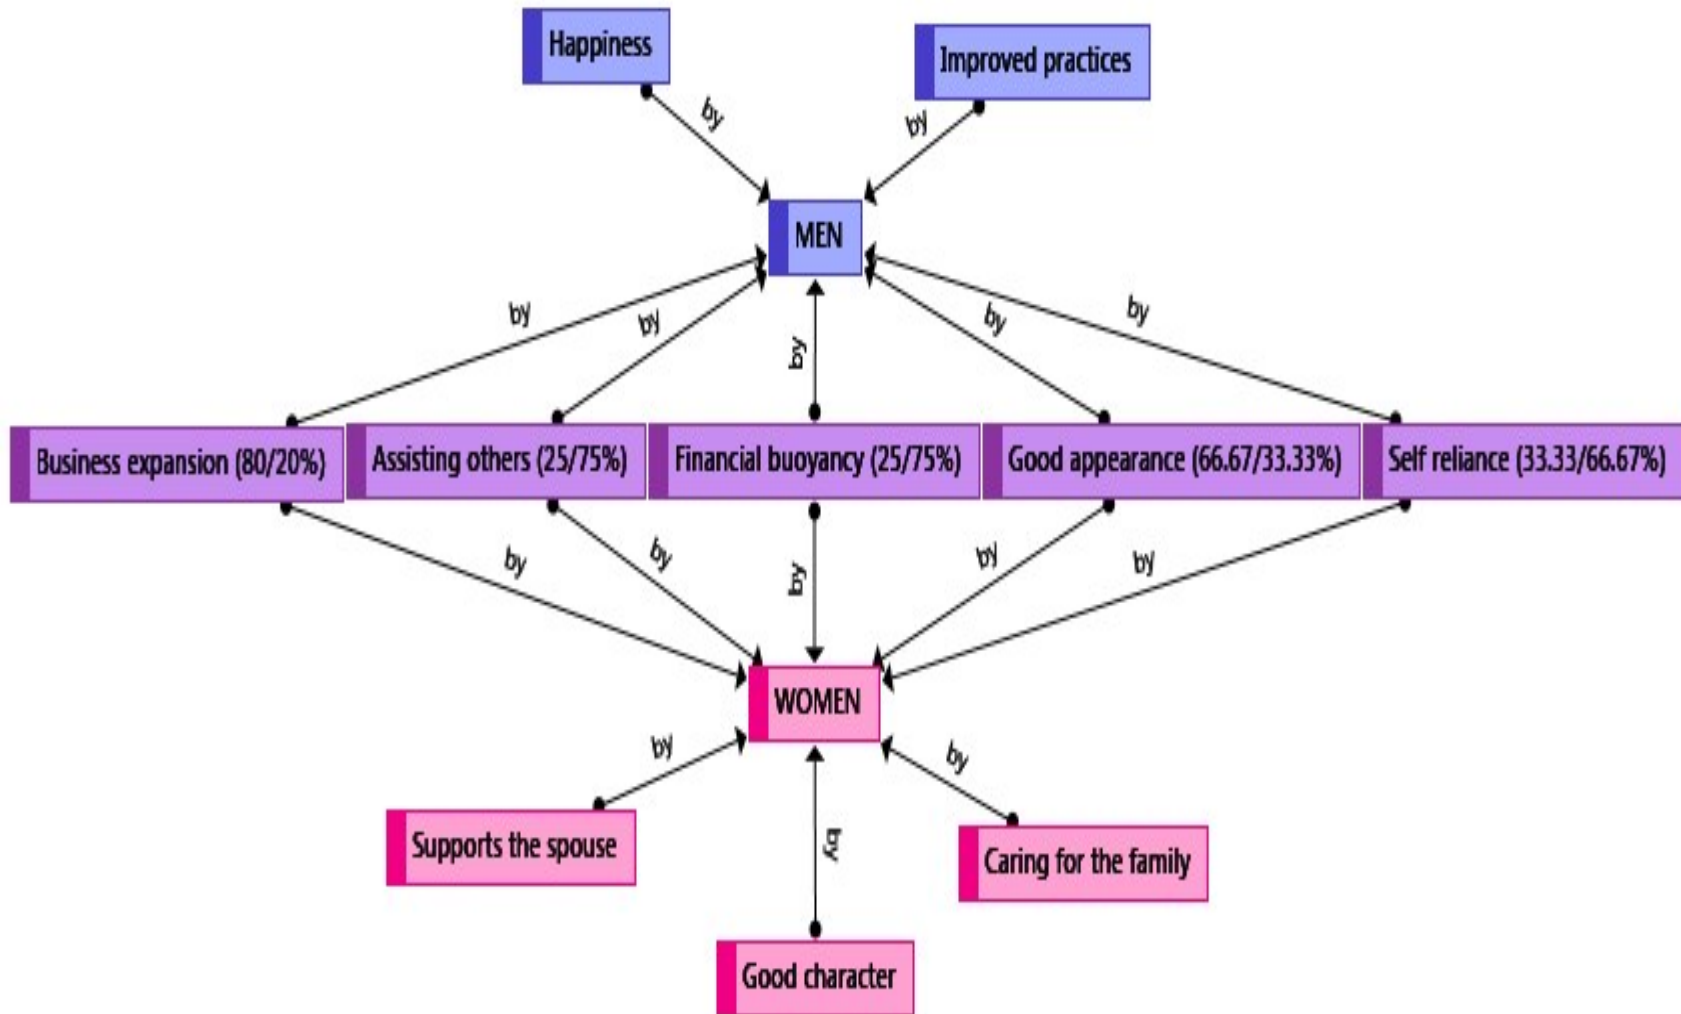 Happiness
Improved practices
by
by
MEN
by
by
by
by
by
Business expansion (80/20%)
Assisting others (25/75%)
Financial buoyancy (25/75%)
Good appearance (66.67/33.33%)
Self reliance (33.33/66.67%)
by
by
by
by
by
WOMEN
by
by
by
Supports the spouse
Caring for the family
Good character